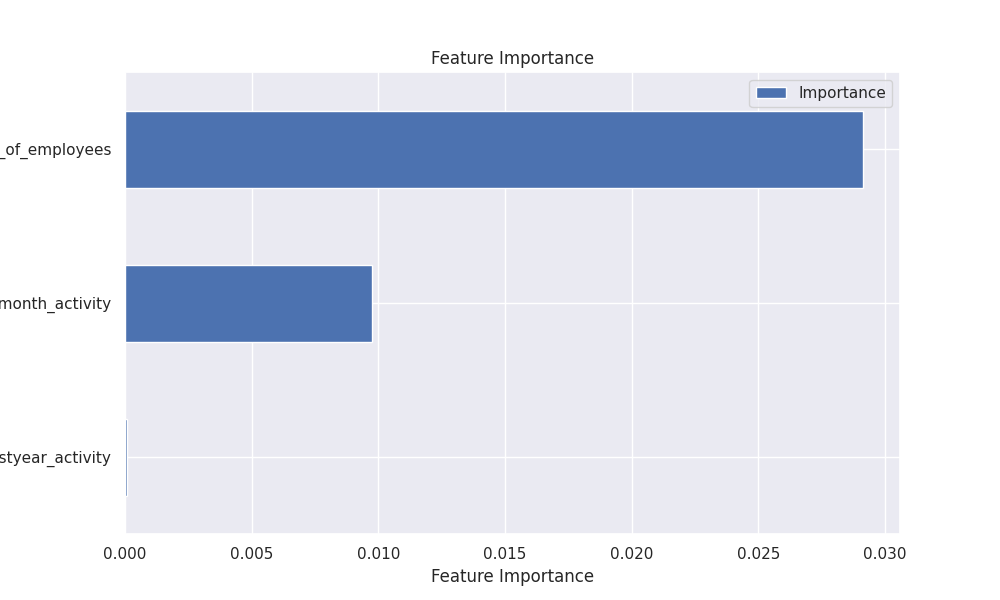 Feature Importance
Importance
_of_employees
month_activity
styear_activity
0.000 0.005 0.010 0.015 0.020 0.025 0.030
Feature Importance